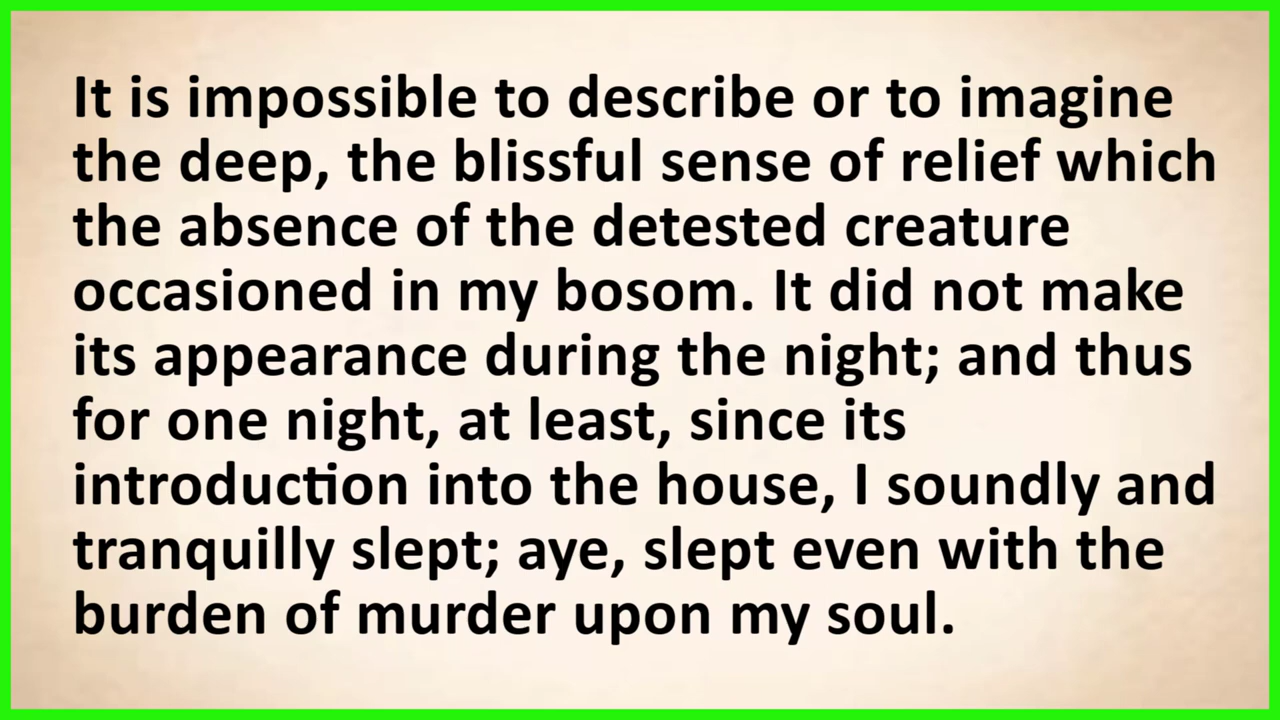 It is impossible to describe or to imagine
the deep, the blissful sense of relief which
the absence of the detested creature
occasioned in my bosom. It did not make
its appearance during the night; and thus
for one night, at least, since its
introduction into the house, I soundly and
tranquilly slept; aye, slept even with the
burden of murder upon my soul.